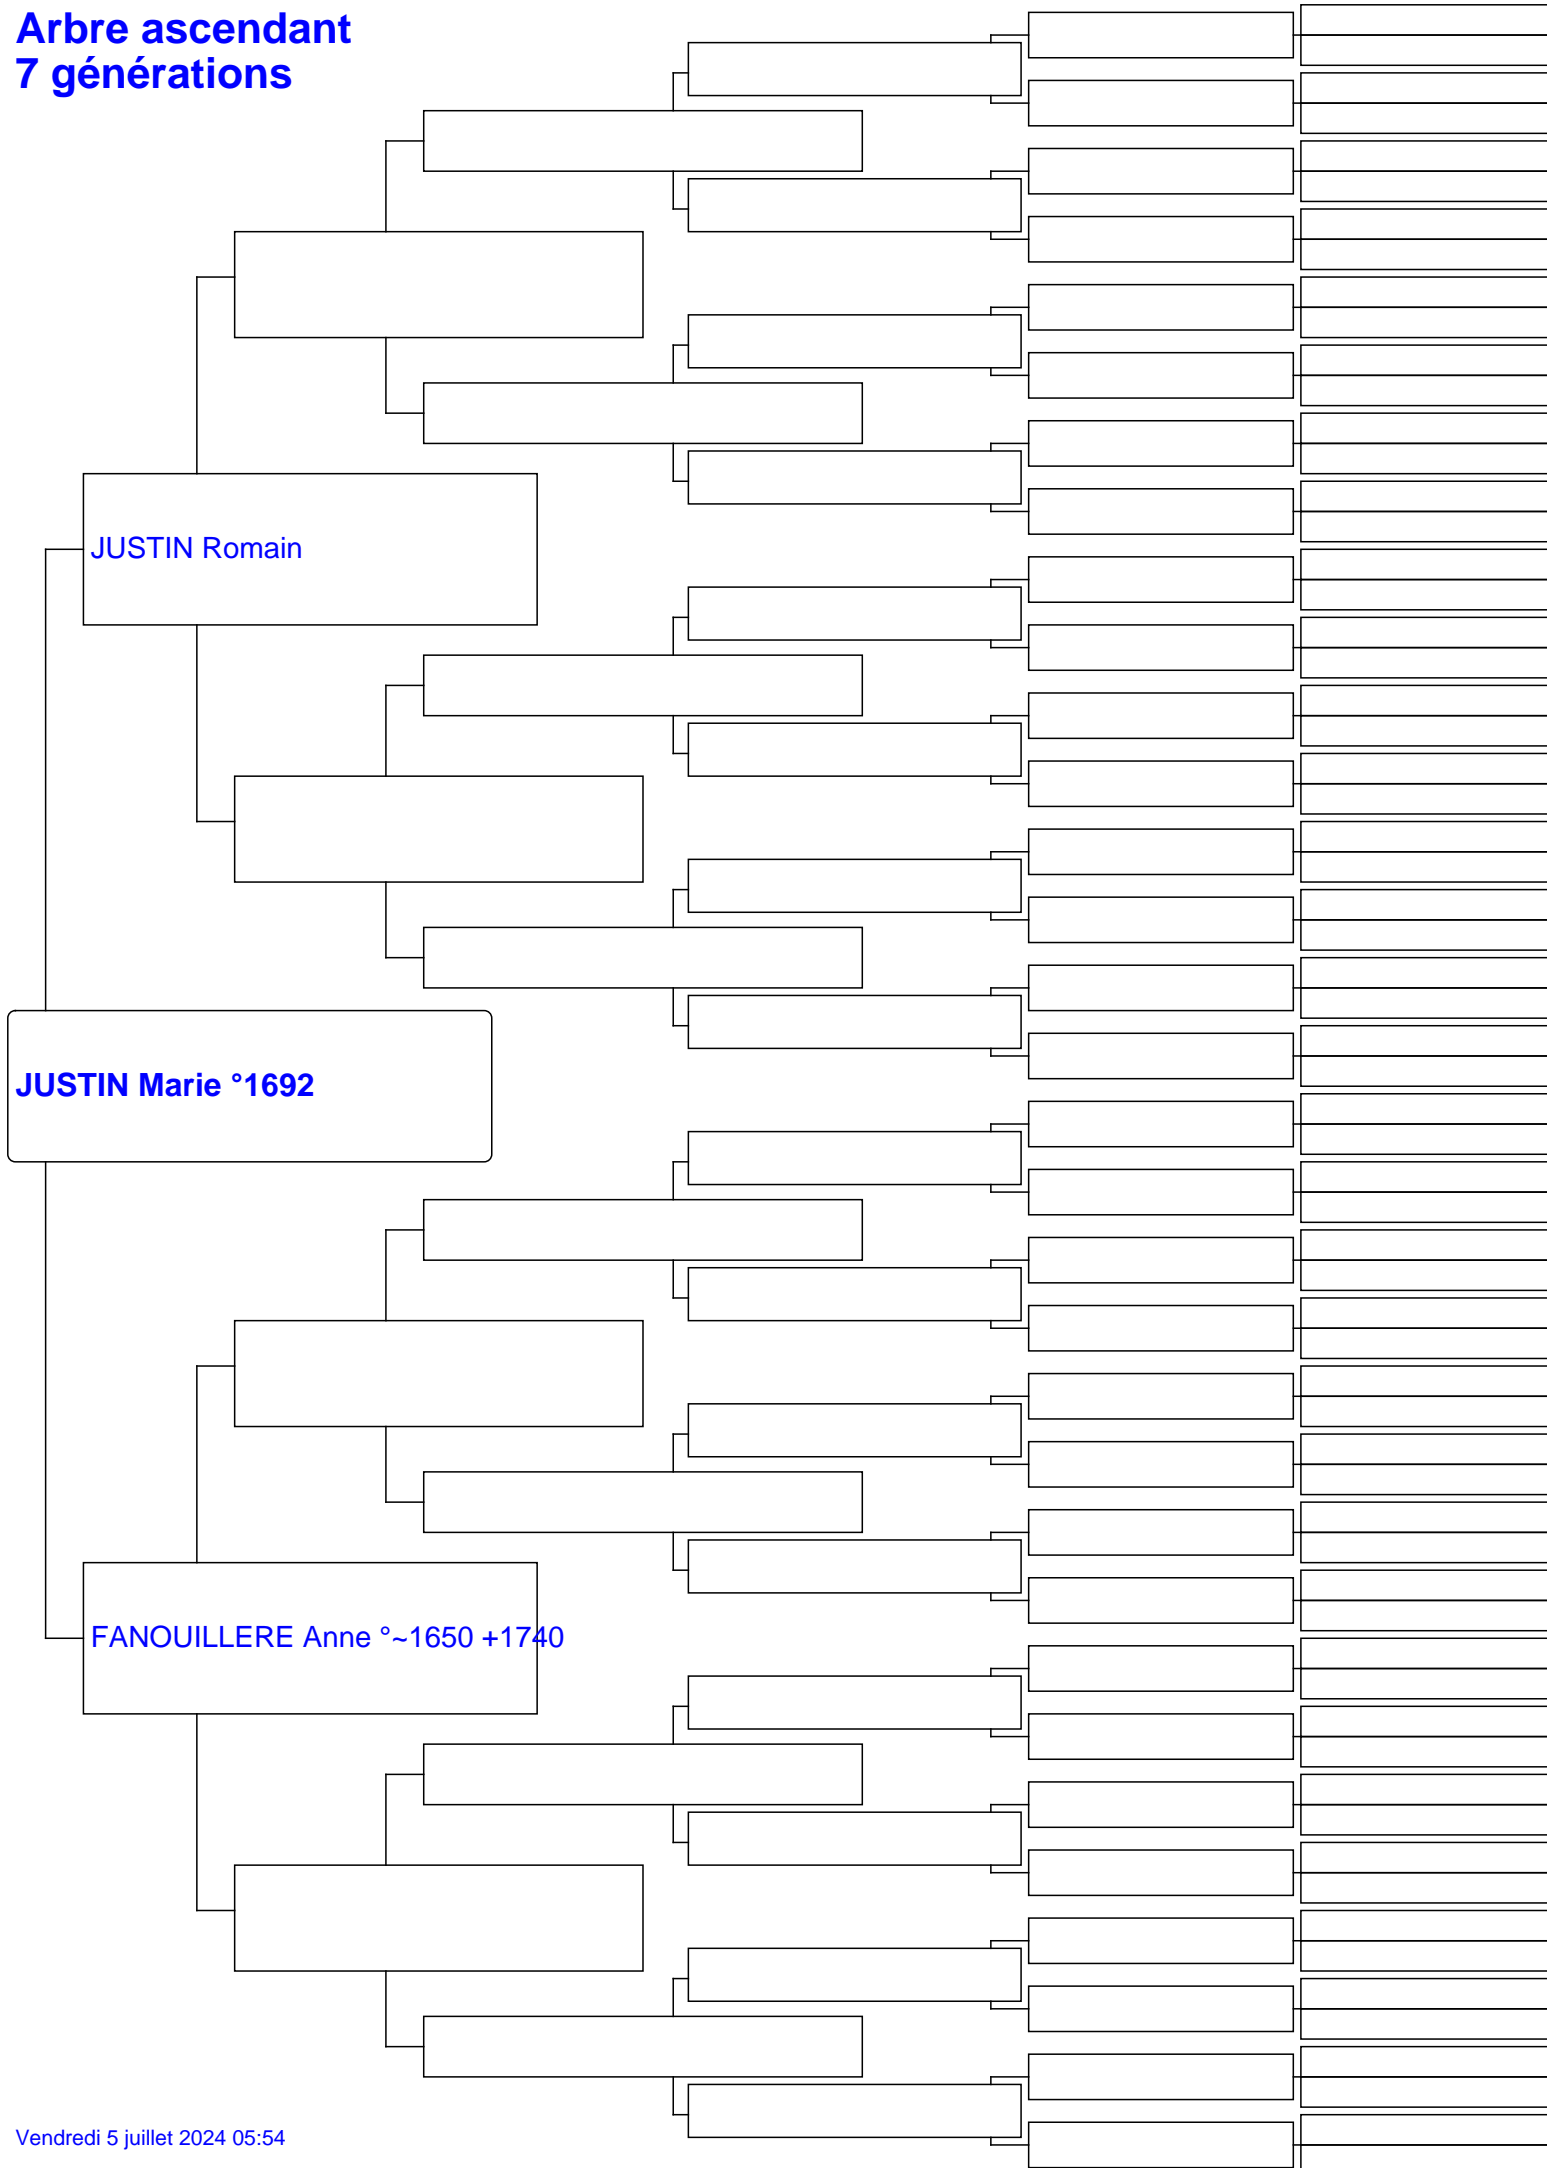 Arbre ascendant
7 générations
JUSTIN Romain
JUSTIN Marie °1692
FANOUILLERE Anne °~1650 +1740
Vendredi 5 juillet 2024 05:54